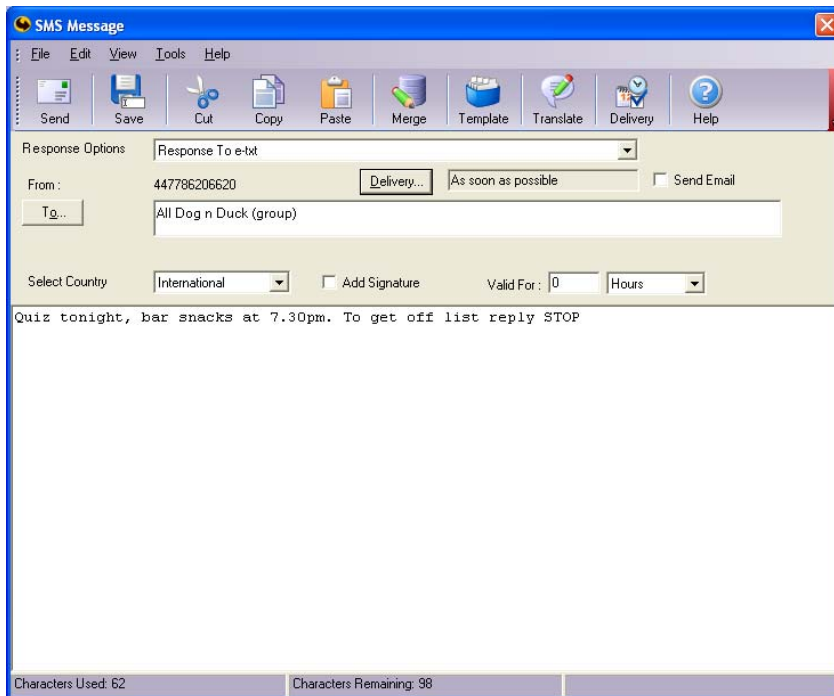 SMS Message
File Edit View Tools Help
Send Save Cut Copy Paste Merge Template Translate Delivery Help
Response Options Response To e-txt
From : 447786206620 Delivery... As soon as possible Send Email
To... All Dog n Duck (group)
Select Country International Add Signature Valid For : 0 Hours
Quiz tonight, bar snacks at 7.30pm. To get off list reply STOP
Characters Used: 62 Characters Remaining: 98